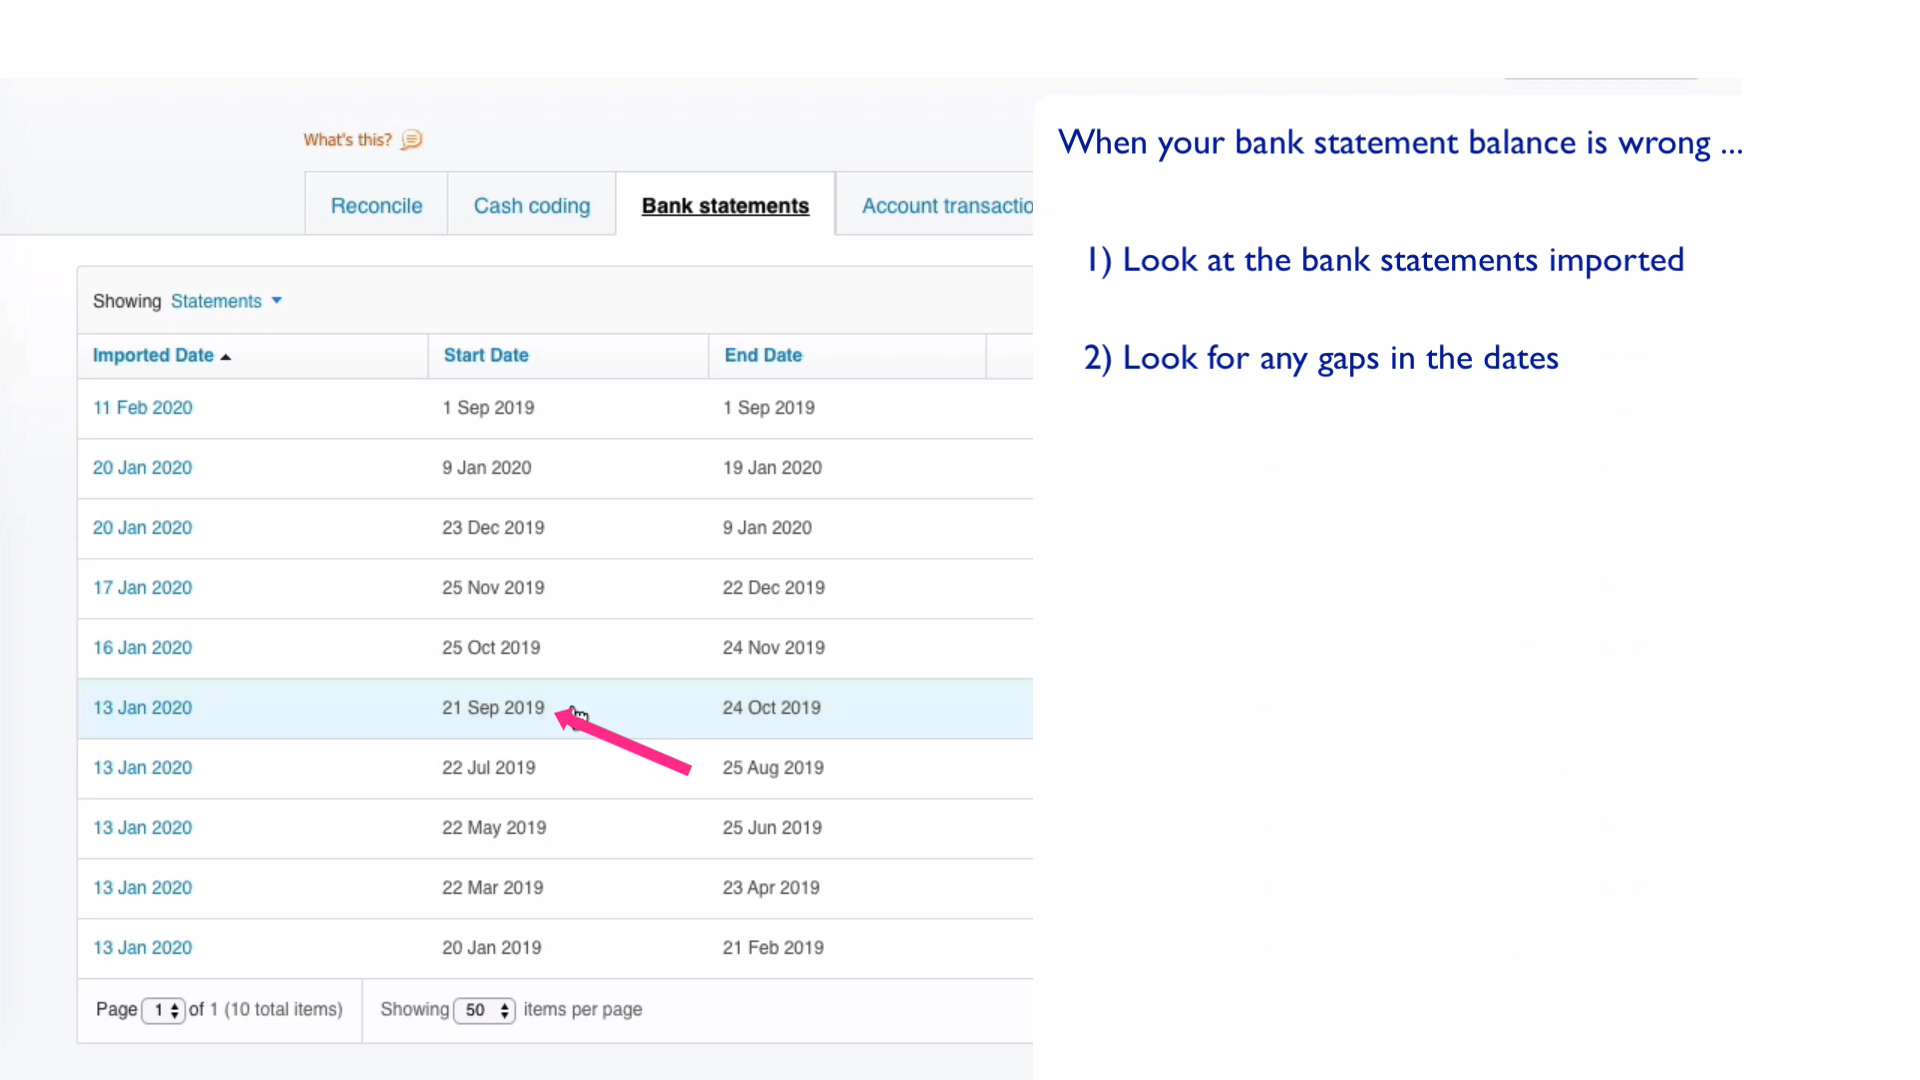 What's this?
When your bank statement balance is wrong ...
Reconcile Cash coding Bank statements Account transactio
1) Look at the bank statements imported
Showing Statements
Imported Date Start Date End Date
2) Look for any gaps in the dates
11 Feb 2020 1 Sep 2019 1 Sep 2019
20 Jan 2020 9 Jan 2020 19 Jan 2020
20 Jan 2020 23 Dec 2019 9 Jan 2020
17 Jan 2020 25 Nov 2019 22 Dec 2019
16 Jan 2020 25 Oct 2019 24 Nov 2019
13 Jan 2020 21 Sep 2019 24 Oct 2019
13 Jan 2020 22 Jul 2019 25 Aug 2019
13 Jan 2020 22 May 2019 25 Jun 2019
13 Jan 2020 22 Mar 2019 23 Apr 2019
13 Jan 2020 20 Jan 2019 21 Feb 2019
Page 1 of 1 (10 total items) Showing 50 items per page